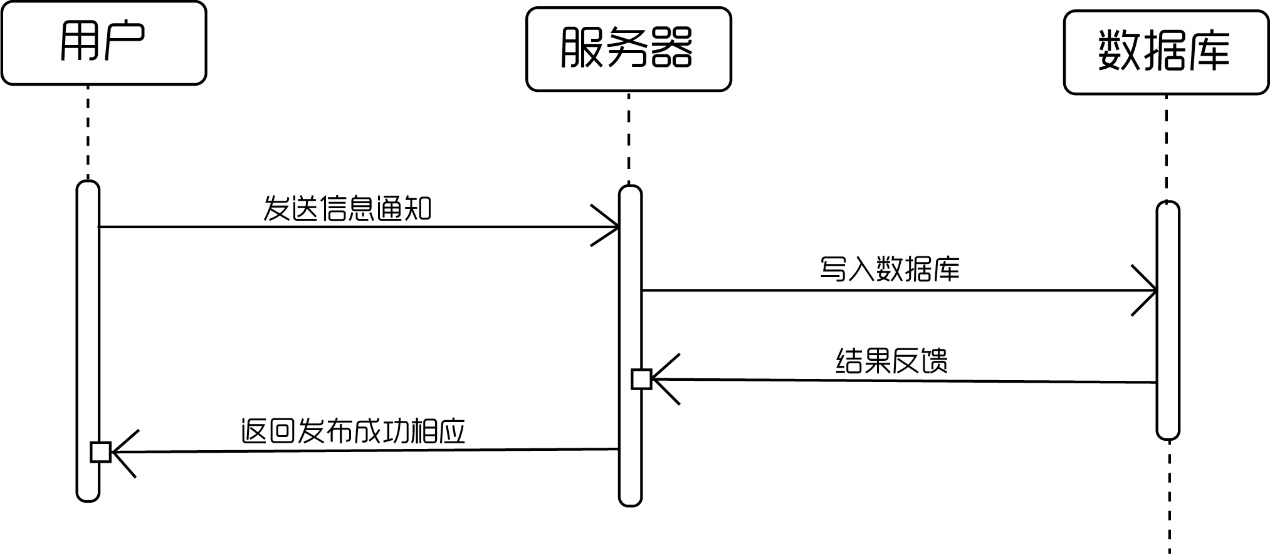 用户
服务器
数据库
发送信息通知
写入数据库
结果反馈
返回发布成功相应